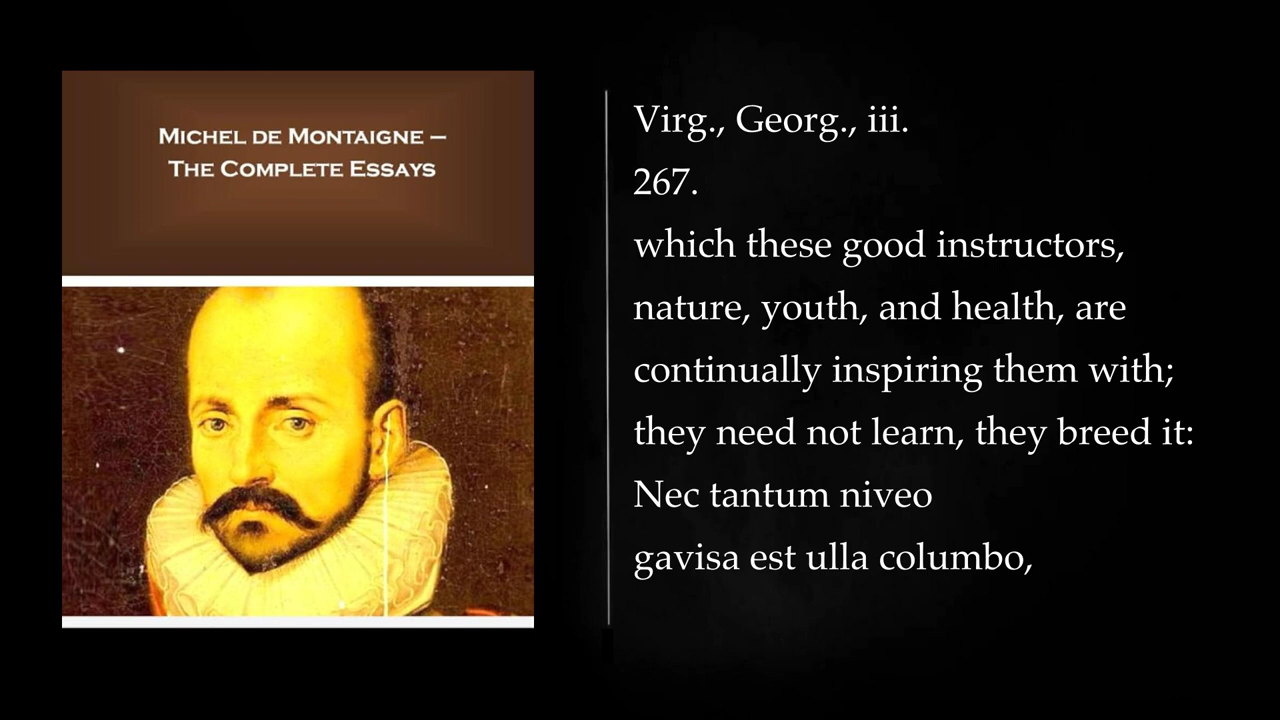 MICHEL DE MONTAIGNE –
THE COMPLETE ESSAYS
Virg., Georg., iii.
267.
which these good instructors,
nature, youth, and health, are
continually inspiring them with;
they need not learn, they breed it:
Nec tantum niveo
gavisa est ulla columbo,